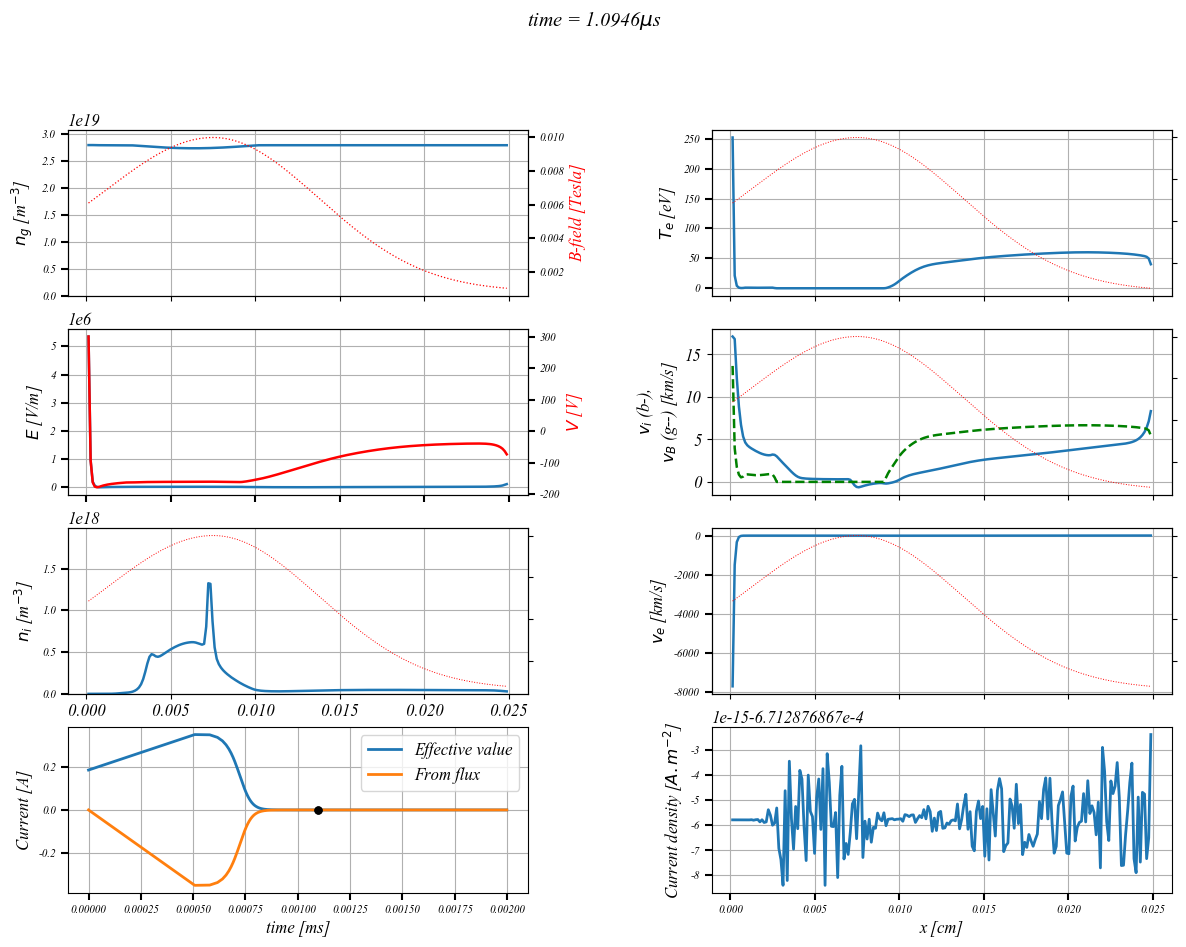 time = 1.0946μs
1e19
3.0
2.5
2.0
1.5
1.0
0.5
0.0
n_g [m^{-3}]
0.010
0.008
0.006
0.004
0.002
B-field [Tesla]
250
200
150
100
50
0
T_e [eV]
1e6
5
4
3
2
1
0
E [V/m]
300
200
100
0
-100
-200
V [V]
15
10
5
0
v_i (b-),
v_B (g--) [km/s]
1e18
1.5
1.0
0.5
0.0
n_i [m^{-3}]
0.000 0.005 0.010 0.015 0.020 0.025
0
-2000
-4000
-6000
-8000
v_e [km/s]
0.2
0.0
-0.2
Current [A]
Effective value
From flux
0.00000 0.00025 0.00050 0.00075 0.00100 0.00125 0.00150 0.00175 0.00200
time [ms]
1e-15-6.712876867e-4
-3
-4
-5
-6
-7
-8
Current density [A.m^{-2}]
0.000 0.005 0.010 0.015 0.020 0.025
x [cm]